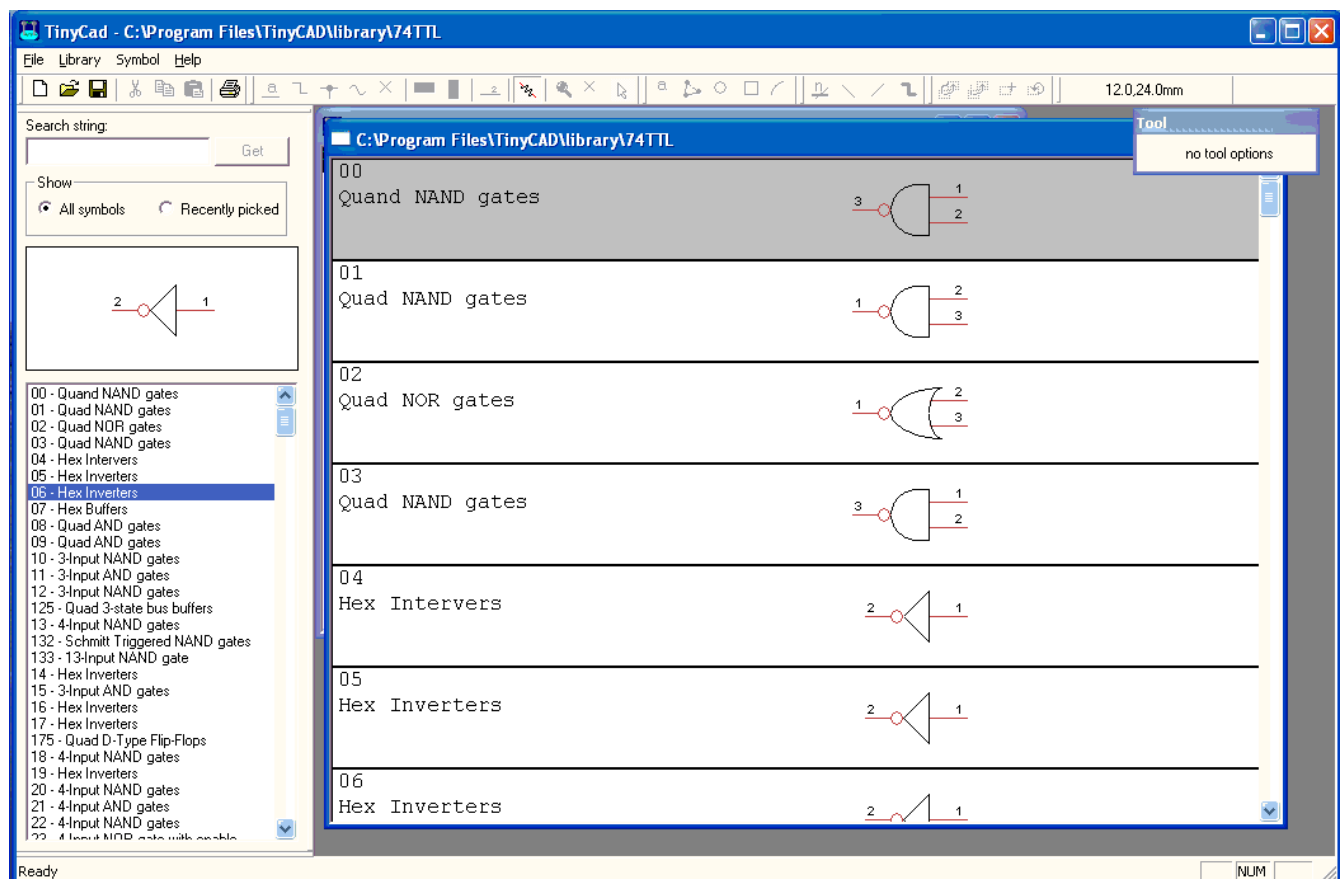 TinyCad - C:\Program Files\TinyCAD\library\74TTL
File Library Symbol Help
12.0,24.0mm
Search string:
Get
Show
All symbols Recently picked
2 1
00 - Quand NAND gates
01 - Quad NAND gates
02 - Quad NOR gates
03 - Quad NAND gates
04 - Hex Intervers
05 - Hex Inverters
06 - Hex Inverters
07 - Hex Buffers
08 - Quad AND gates
09 - Quad AND gates
10 - 3-Input NAND gates
11 - 3-Input AND gates
12 - 3-Input NAND gates
125 - Quad 3-state bus buffers
13 - 4-Input NAND gates
132 - Schmitt Triggered NAND gates
133 - 13-Input NAND gate
14 - Hex Inverters
15 - 3-Input AND gates
16 - Hex Inverters
17 - Hex Inverters
175 - Quad D-Type Flip-Flops
18 - 4-Input NAND gates
19 - Hex Inverters
20 - 4-Input NAND gates
21 - 4-Input AND gates
22 - 4-Input NAND gates
23 - 4-Input NOR gate with enable
C:\Program Files\TinyCAD\library\74TTL
00
Quand NAND gates
3 1
2
01
Quad NAND gates
1 2
3
02
Quad NOR gates
1 2
3
03
Quad NAND gates
3 1
2
04
Hex Intervers
2 1
05
Hex Inverters
2 1
06
Hex Inverters
2 1
Tool
no tool options
Ready
NUM